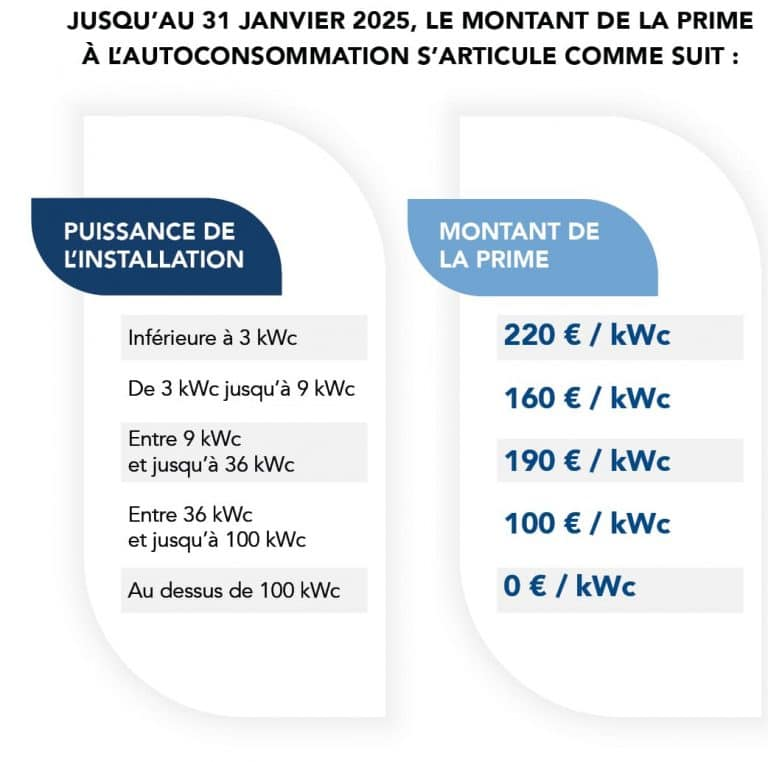 JUSQU’AU 31 JANVIER 2025, LE MONTANT DE LA PRIME
À L’AUTOCONSOMMATION S’ARTICULE COMME SUIT :
PUISSANCE DE
L’INSTALLATION
MONTANT DE
LA PRIME
Inférieure à 3 kWc
220 € / kWc
De 3 kWc jusqu’à 9 kWc
160 € / kWc
Entre 9 kWc
et jusqu’à 36 kWc
190 € / kWc
Entre 36 kWc
et jusqu’à 100 kWc
100 € / kWc
Au dessus de 100 kWc
0 € / kWc